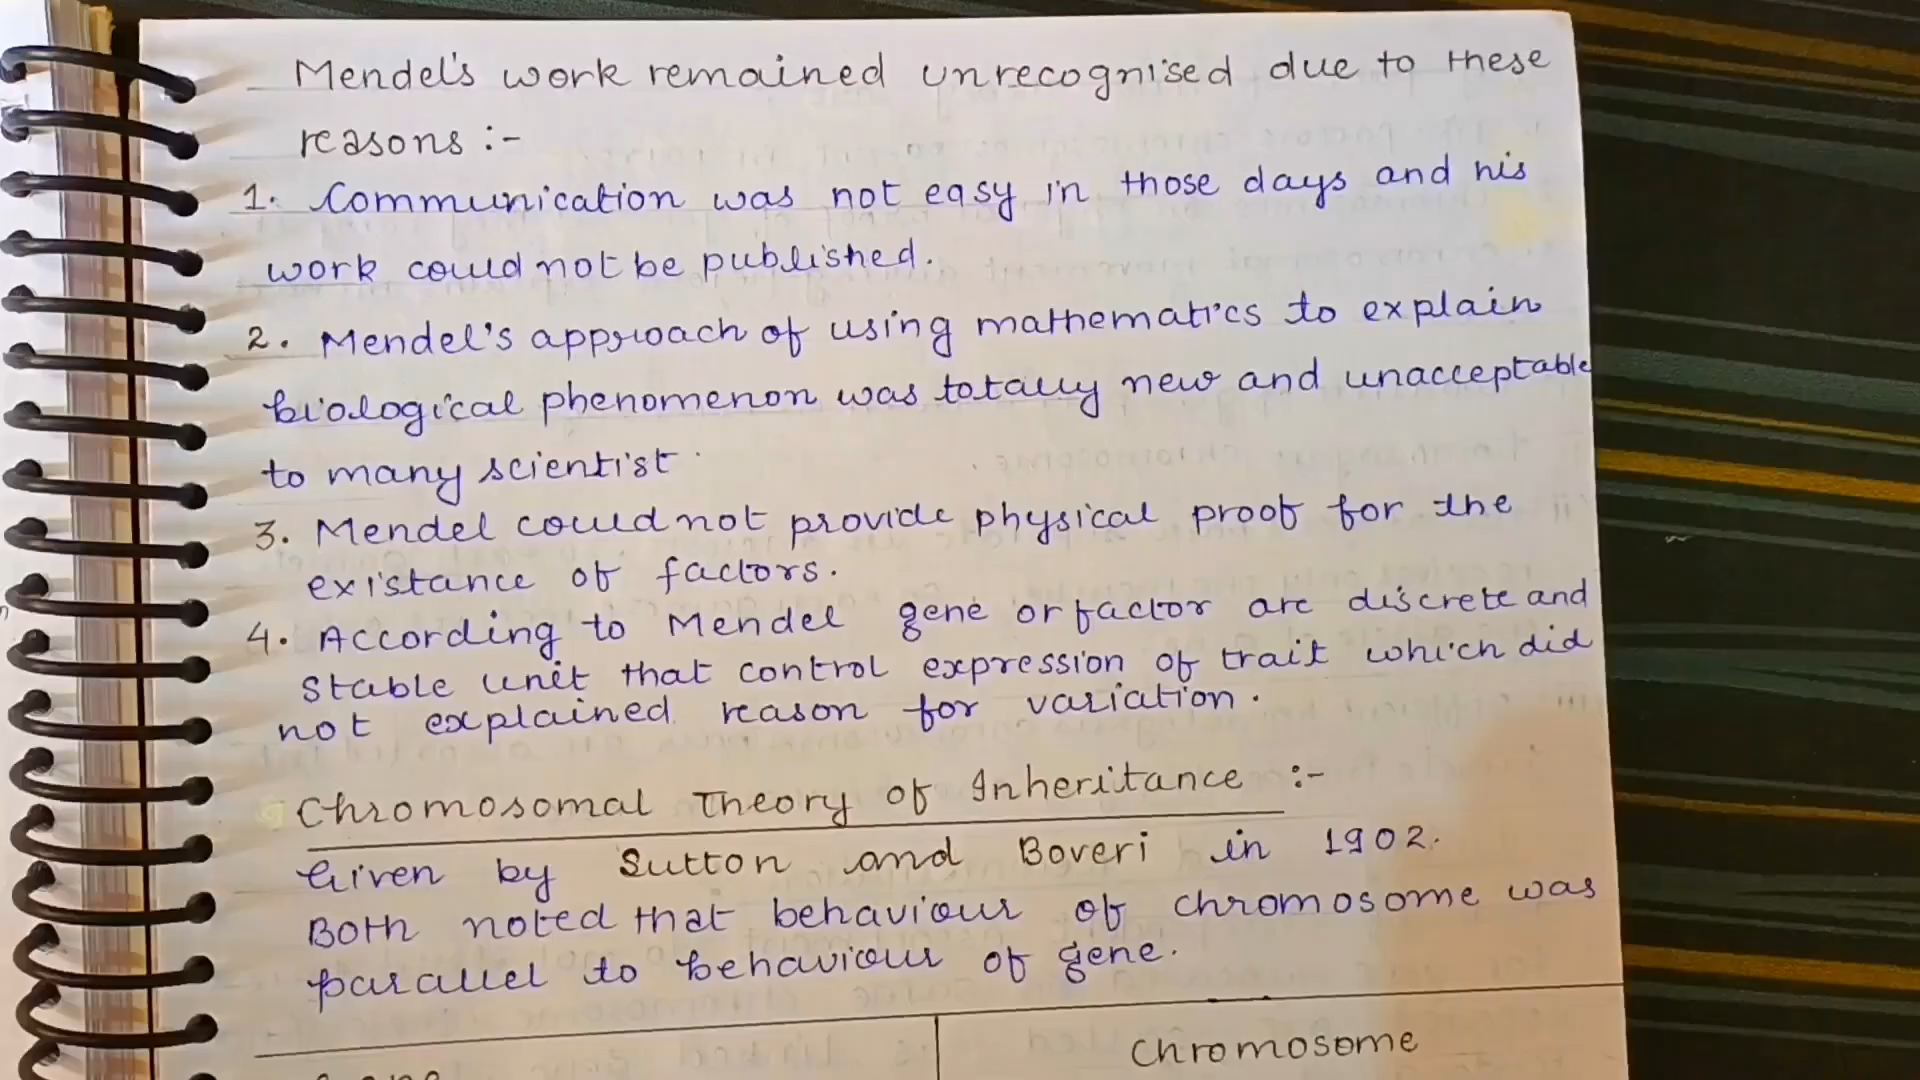 Mendel's work remained unrecognised due to these
reasons :-
1. Communication was not easy in those days and his
work could not be published.
2. Mendel's approach of using mathematics to explain
biological phenomenon was totally new and unacceptable
to many scientist.
3. Mendel could not provide physical proof for the
existance of factors.
4. According to Mendel gene or factor are discrete and
stable unit that control expression of trait which did
not explained reason for variation.
Chromosomal Theory of Inheritance :-
Given by Sutton and Boveri in 1902.
Both noted that behaviour of chromosome was
parallel to behaviour of gene.
Chromosome